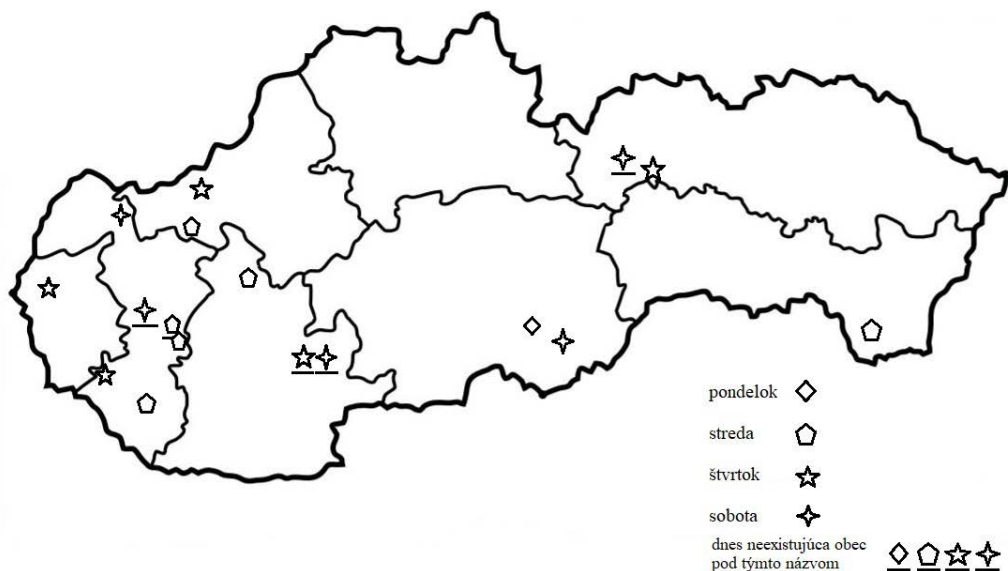 pondelok
streda
štvrtok
sobota
dnes neexistujúca obec
pod týmto názvom